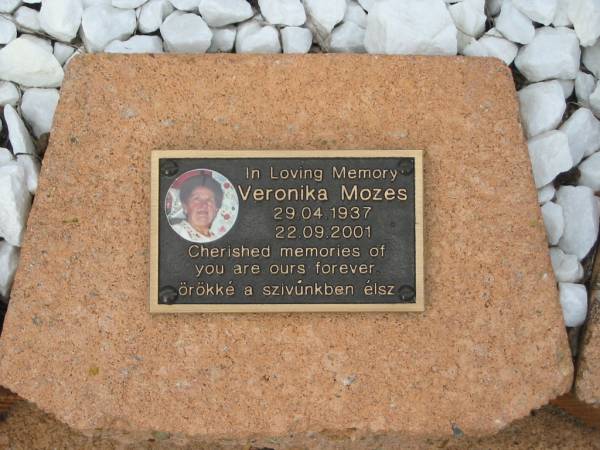 In Loving Memory
Veronika Mozes
29.04.1937
22.09.2001
Cherished memories of
you are ours forever.
örökké a szivúnkben élsz